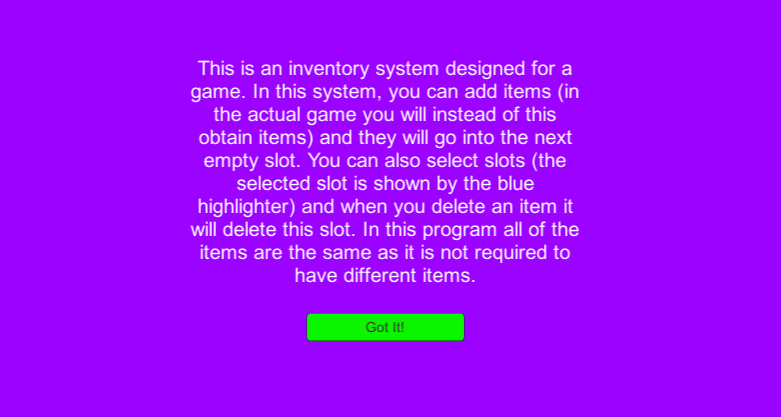 This is an inventory system designed for a
game. In this system, you can add items (in
the actual game you will instead of this
obtain items) and they will go into the next
empty slot. You can also select slots (the
selected slot is shown by the blue
highlighter) and when you delete an item it
will delete this slot. In this program all of the
items are the same as it is not required to
have different items.
Got It!